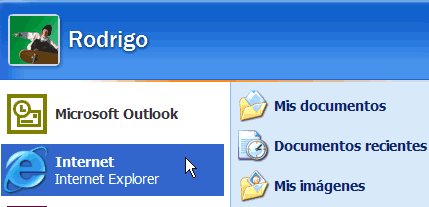 Rodrigo
Microsoft Outlook
Internet
Internet Explorer
Mis documentos
Documentos recientes
Mis imágenes